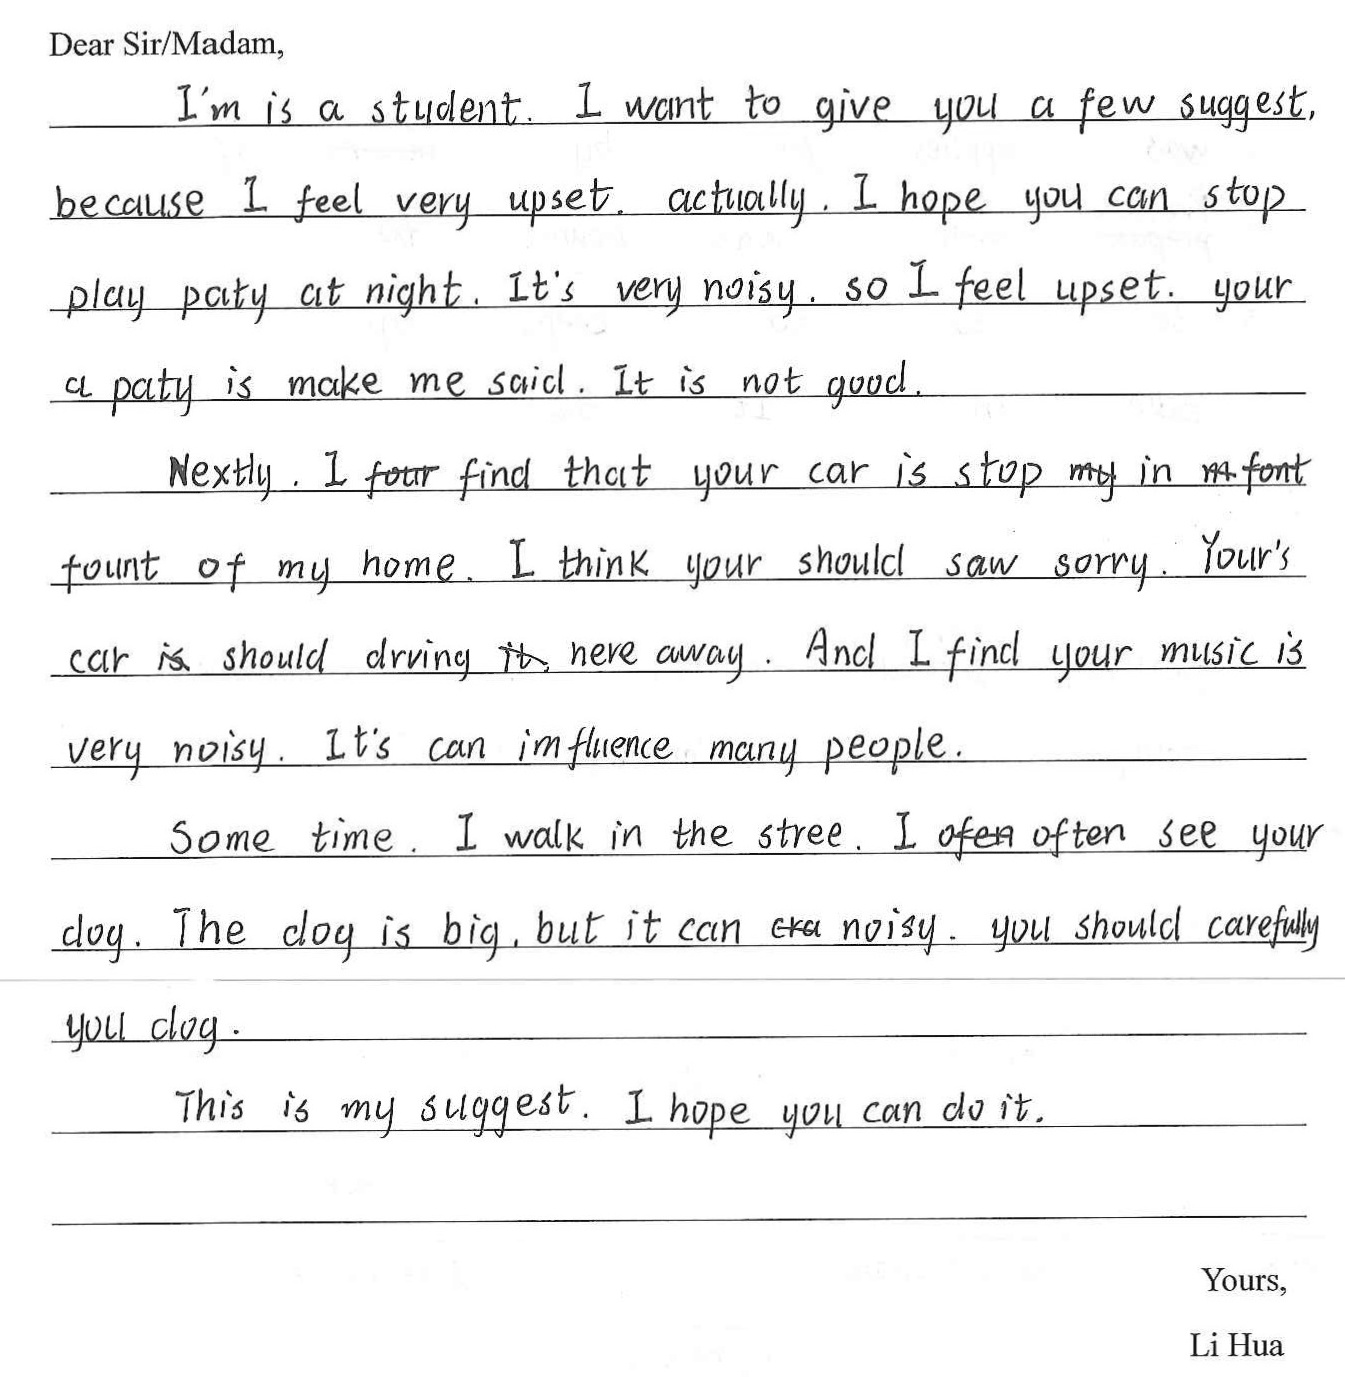 Dear Sir/Madam,
I'm is a student. I want to give you a few suggest,
because I feel very upset. actually. I hope you can stop
play paty at night. It's very noisy. so I feel upset. your
a paty is make me said. It is not good.
Nextly. I four find that your car is stop my in m font
fount of my home. I think your should saw sorry. Your's
car is should drving it, here away. And I find your music is
very noisy. It's can imfluence many people.
Some time. I walk in the stree. I ofen often see your
dog. The dog is big, but it can cra noisy. you should carefully
you dog.
This is my suggest. I hope you can do it.
Yours,
Li Hua